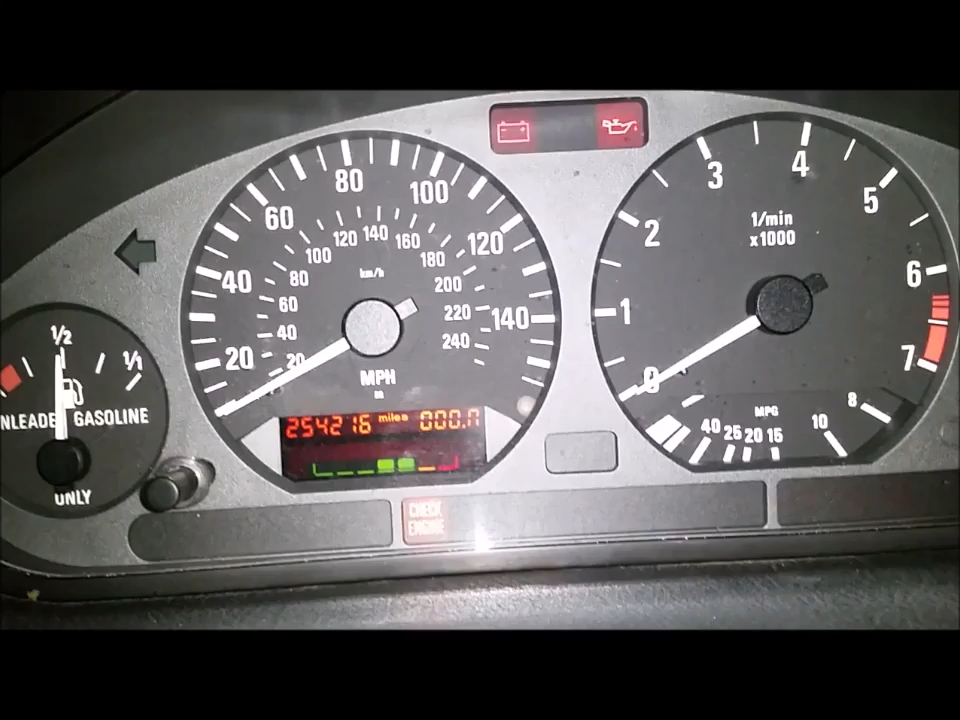 80
60 100
40 120
20 140
100 120 140 160
80 180
60 200
40 220
20 240
km/h
MPH
254216 miles 000.0
3 4
2 5
1 6
0 7
8
1/min
x1000
MPG
40 25 20 15 10
1/2
1/1
NLEADED GASOLINE
ONLY
CHECK
ENGINE